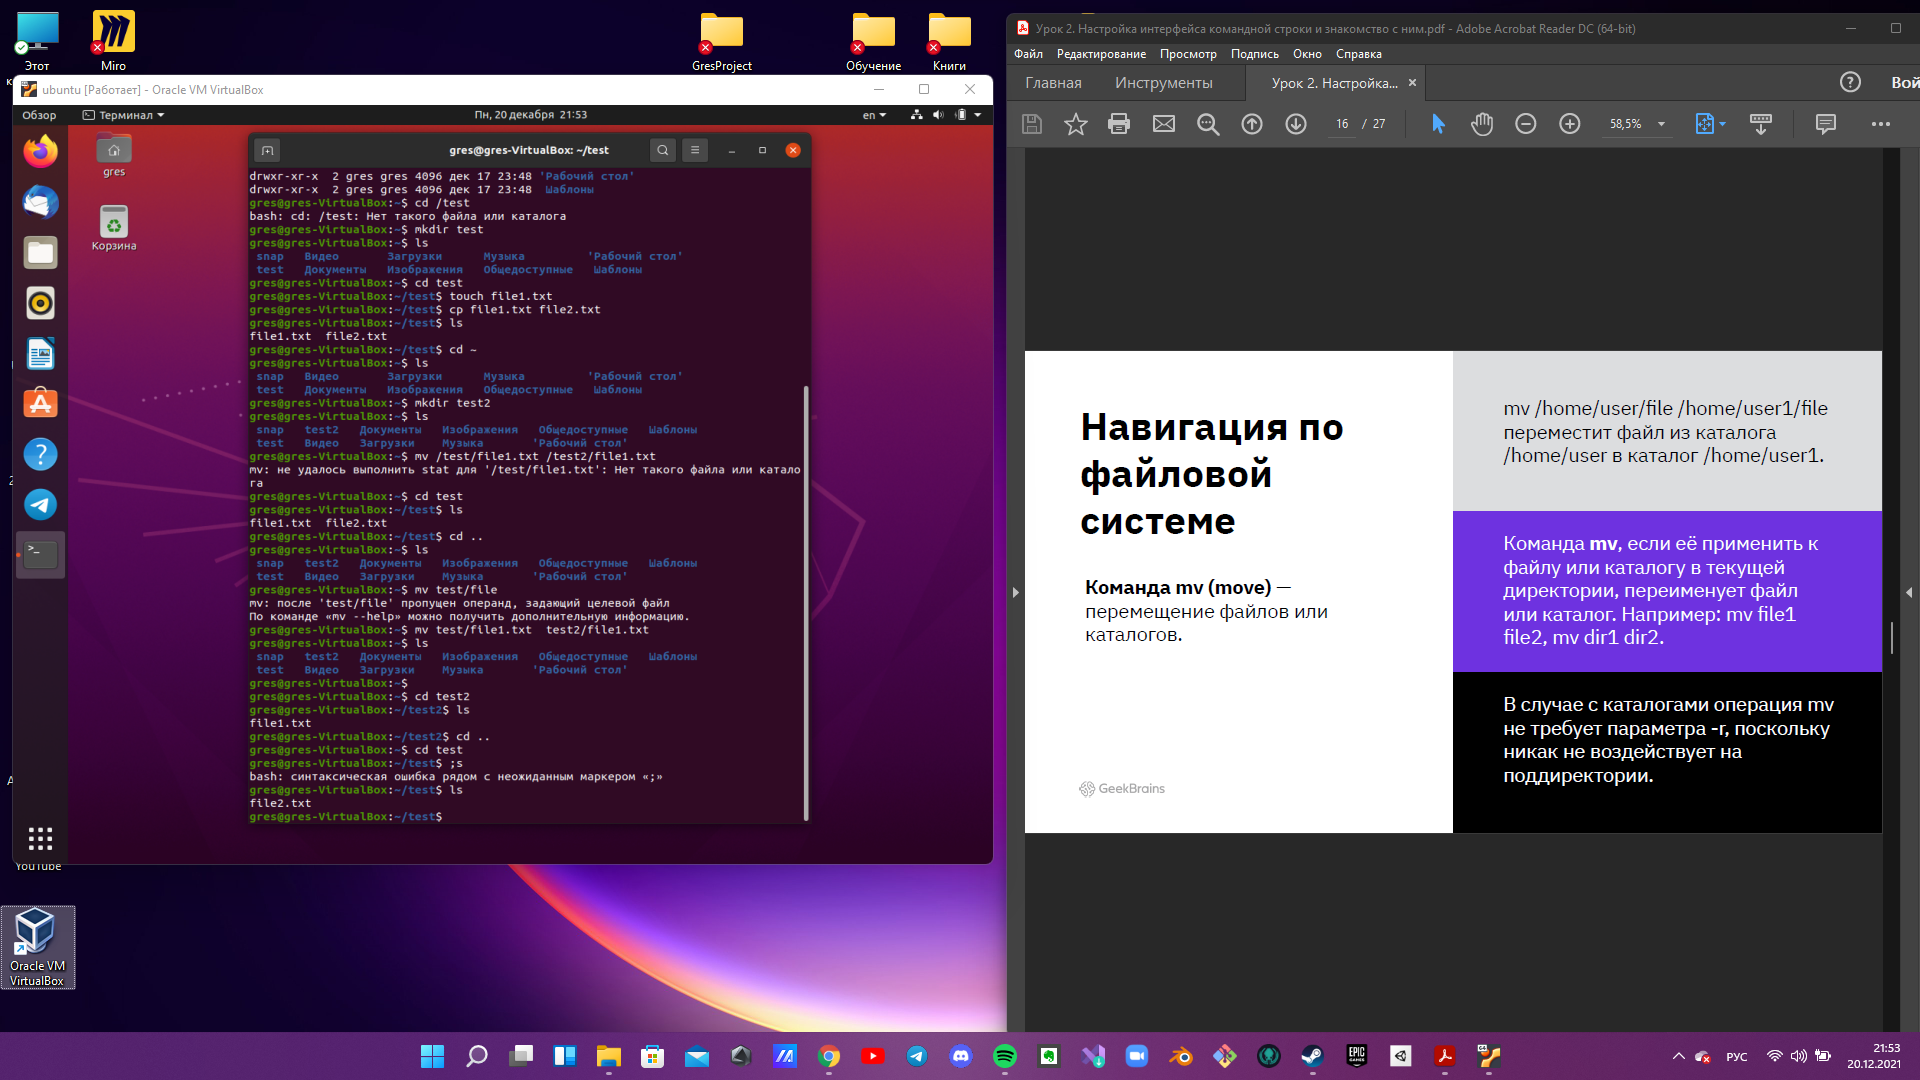 Этот
Miro
GresProject
Обучение
Книги
ubuntu [Работает] - Oracle VM VirtualBox
Обзор
Терминал
Пн, 20 декабря 21:53
en
gres
Корзина
gres@gres-VirtualBox: ~/test
drwxr-xr-x  2 gres gres 4096 дек 17 23:48 'Рабочий стол'
drwxr-xr-x  2 gres gres 4096 дек 17 23:48  Шаблоны
gres@gres-VirtualBox:~$ cd /test
bash: cd: /test: Нет такого файла или каталога
gres@gres-VirtualBox:~$ mkdir test
gres@gres-VirtualBox:~$ ls
snap   Видео       Загрузки      Музыка         'Рабочий стол'
test   Документы   Изображения   Общедоступные   Шаблоны
gres@gres-VirtualBox:~$ cd test
gres@gres-VirtualBox:~/test$ touch file1.txt
gres@gres-VirtualBox:~/test$ cp file1.txt file2.txt
gres@gres-VirtualBox:~/test$ ls
file1.txt  file2.txt
gres@gres-VirtualBox:~/test$ cd ~
gres@gres-VirtualBox:~$ ls
snap   Видео       Загрузки      Музыка         'Рабочий стол'
test   Документы   Изображения   Общедоступные   Шаблоны
gres@gres-VirtualBox:~$ mkdir test2
gres@gres-VirtualBox:~$ ls
snap   test2   Документы   Изображения   Общедоступные   Шаблоны
test   Видео   Загрузки    Музыка       'Рабочий стол'
gres@gres-VirtualBox:~$ mv /test/file1.txt /test2/file1.txt
mv: не удалось выполнить stat для '/test/file1.txt': Нет такого файла или катало
га
gres@gres-VirtualBox:~$ cd test
gres@gres-VirtualBox:~/test$ ls
file1.txt  file2.txt
gres@gres-VirtualBox:~/test$ cd ..
gres@gres-VirtualBox:~$ ls
snap   test2   Документы   Изображения   Общедоступные   Шаблоны
test   Видео   Загрузки    Музыка       'Рабочий стол'
gres@gres-VirtualBox:~$ mv test/file
mv: после 'test/file' пропущен операнд, задающий целевой файл
По команде «mv --help» можно получить дополнительную информацию.
gres@gres-VirtualBox:~$ mv test/file1.txt  test2/file1.txt
gres@gres-VirtualBox:~$ ls
snap   test2   Документы   Изображения   Общедоступные   Шаблоны
test   Видео   Загрузки    Музыка       'Рабочий стол'
gres@gres-VirtualBox:~$
gres@gres-VirtualBox:~$ cd test2
gres@gres-VirtualBox:~/test2$ ls
file1.txt
gres@gres-VirtualBox:~/test2$ cd ..
gres@gres-VirtualBox:~$ cd test
gres@gres-VirtualBox:~/test$ ;s
bash: синтаксическая ошибка рядом с неожиданным маркером «;»
gres@gres-VirtualBox:~/test$ ls
file2.txt
gres@gres-VirtualBox:~/test$
YouTube
Oracle VM
VirtualBox
Урок 2. Настройка интерфейса командной строки и знакомство с ним.pdf - Adobe Acrobat Reader DC (64-bit)
Файл Редактирование Просмотр Подпись Окно Справка
Главная Инструменты Урок 2. Настройка... Вой
16 / 27 58,5%
Навигация по
файловой
системе
Команда mv (move) —
перемещение файлов или
каталогов.
GeekBrains
mv /home/user/file /home/user1/file
переместит файл из каталога
/home/user в каталог /home/user1.
Команда mv, если её применить к
файлу или каталогу в текущей
директории, переименует файл
или каталог. Например: mv file1
file2, mv dir1 dir2.
В случае с каталогами операция mv
не требует параметра -r, поскольку
никак не воздействует на
поддиректории.
EPIC
GAMES
РУС
21:53
20.12.2021